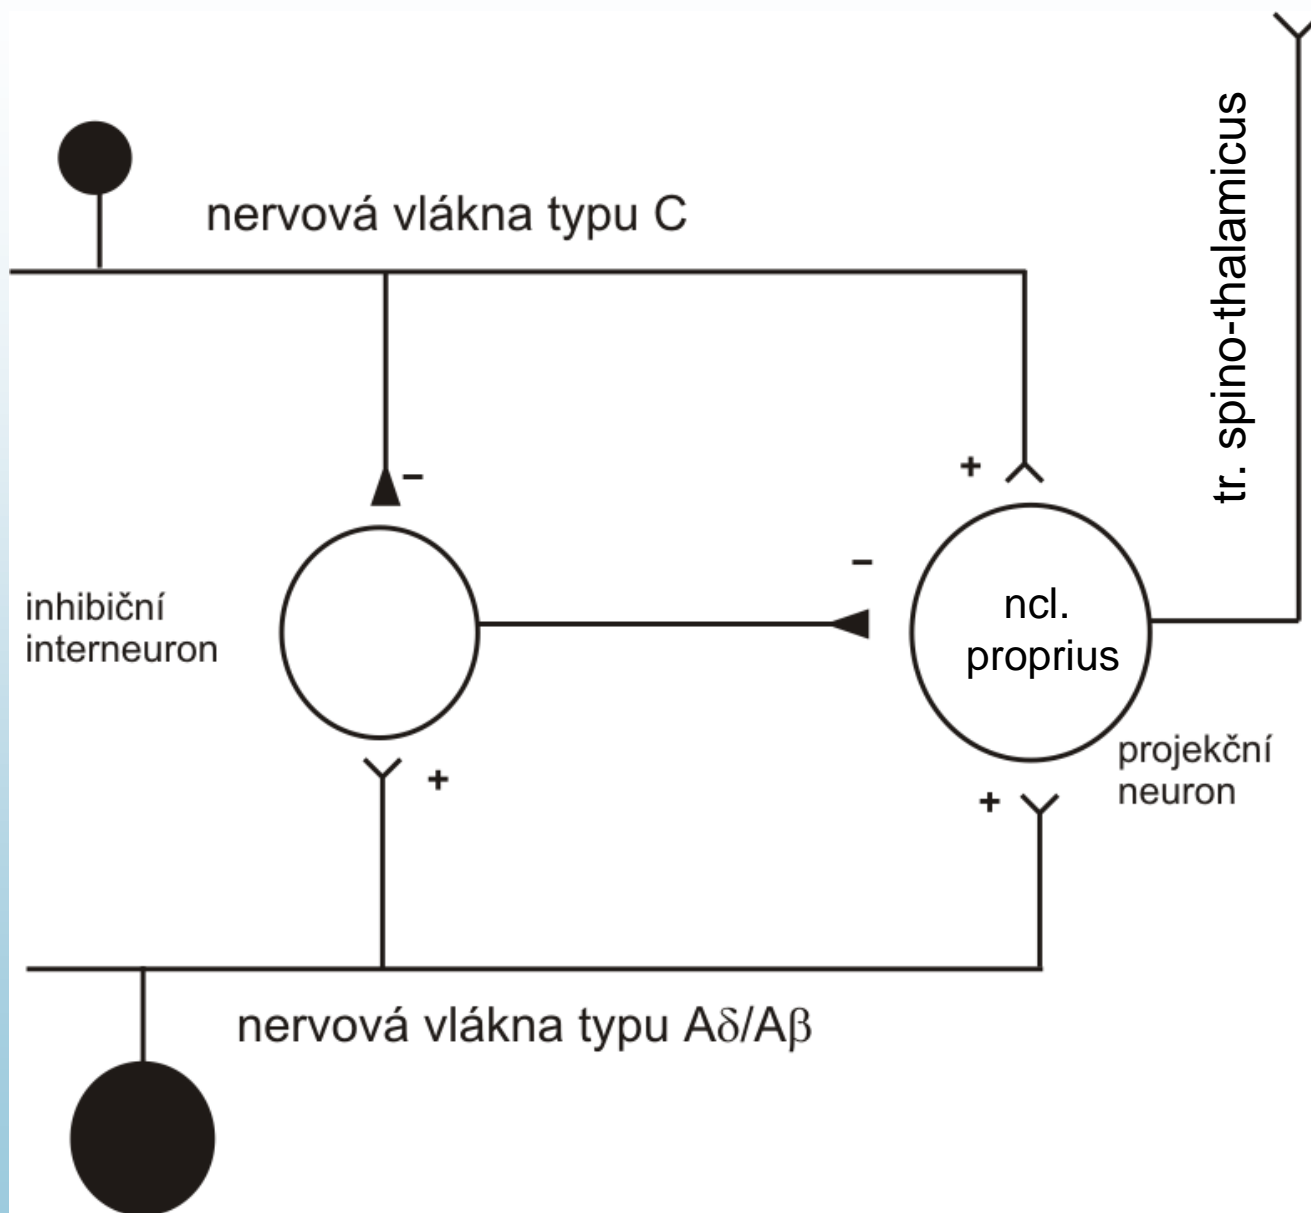 nervová vlákna typu C
tr. spino-thalamicus
–
+
–
inhibiční
interneuron
ncl.
proprius
projekční
neuron
+
+
nervová vlákna typu Aδ/Aβ